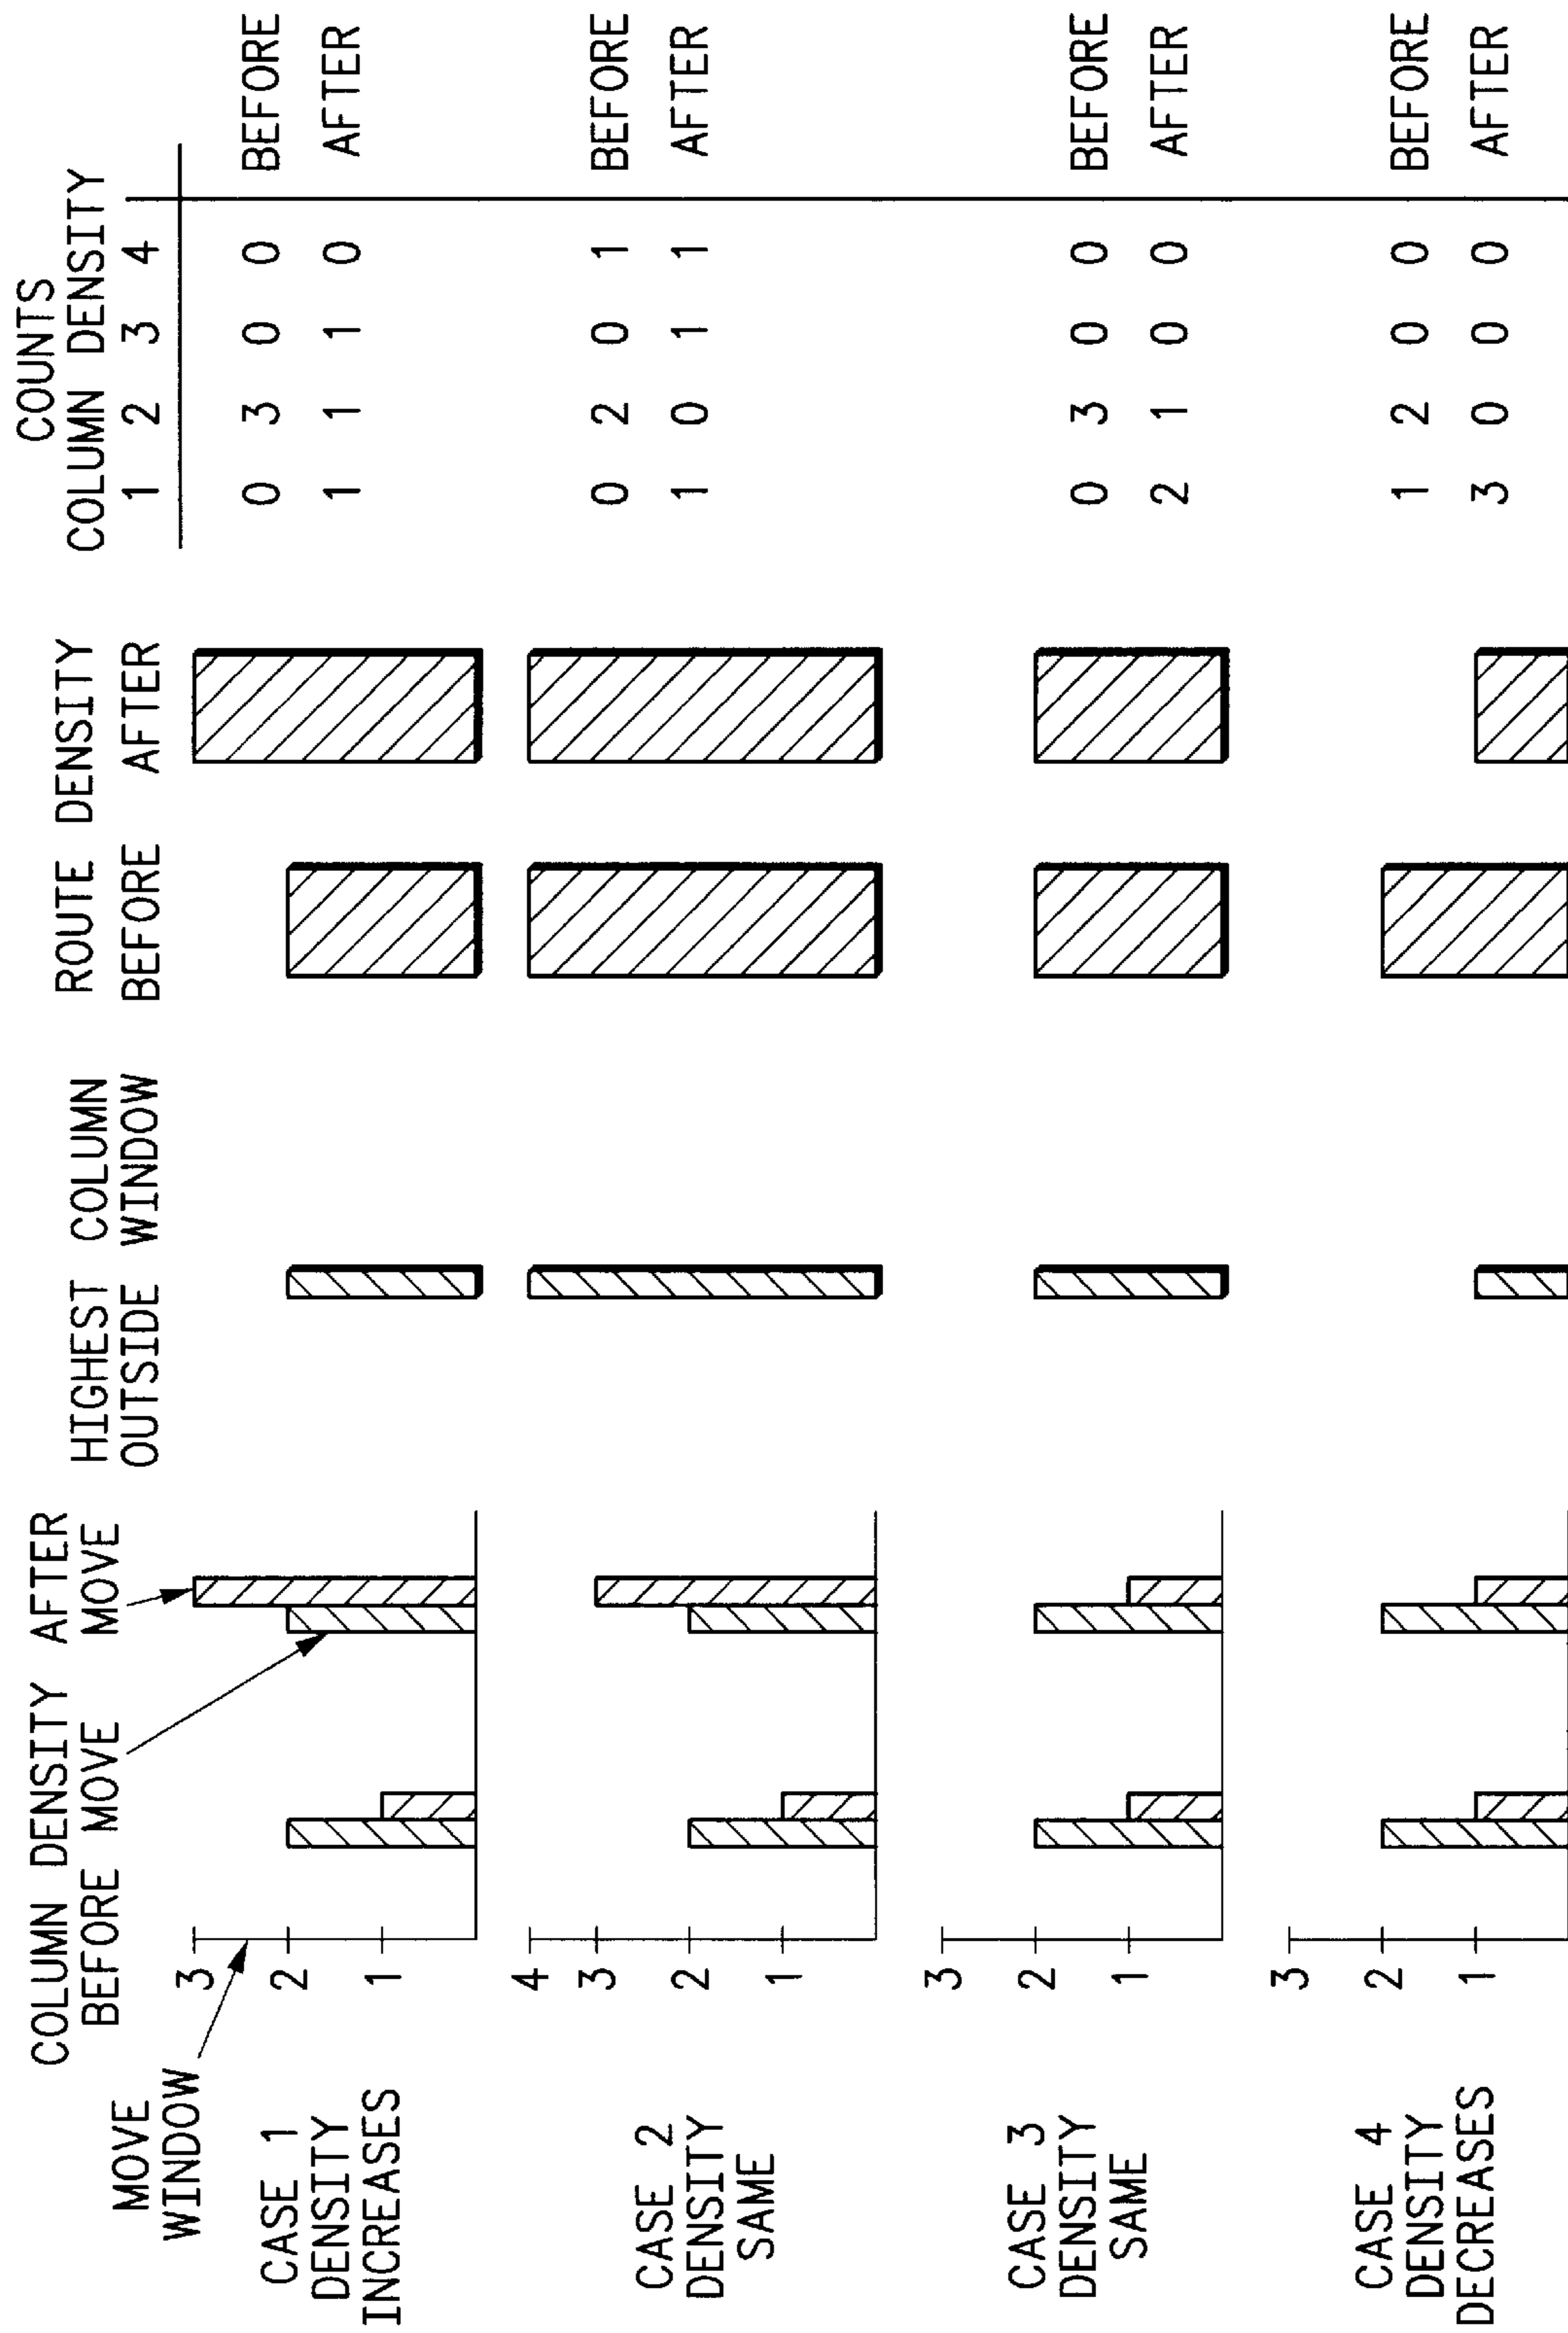 COLUMN DENSITY AFTER
BEFORE MOVE MOVE
HIGHEST COLUMN
OUTSIDE WINDOW
ROUTE DENSITY
BEFORE AFTER
COUNTS
COLUMN DENSITY
1 2 3 4
MOVE
WINDOW
CASE 1
DENSITY
INCREASES
3
2
1
0 3 0 0 BEFORE
1 1 1 0 AFTER
CASE 2
DENSITY
SAME
4
3
2
1
0 2 0 1 BEFORE
1 0 1 1 AFTER
CASE 3
DENSITY
SAME
3
2
1
0 3 0 0 BEFORE
2 1 0 0 AFTER
CASE 4
DENSITY
DECREASES
3
2
1
1 2 0 0 BEFORE
3 0 0 0 AFTER